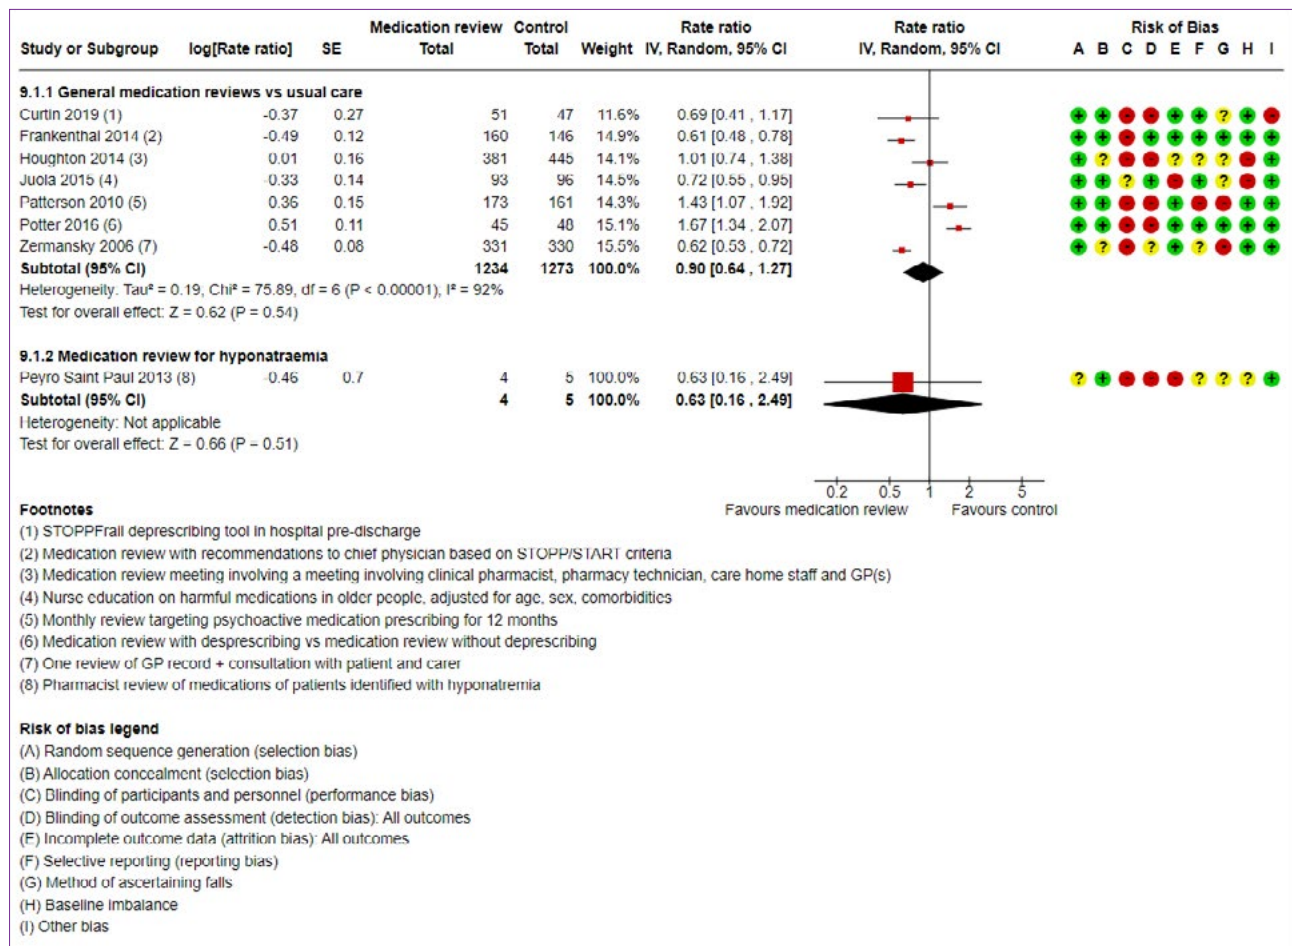 Medication review Control Rate ratio Rate ratio Risk of Bias
Study or Subgroup log[Rate ratio] SE Total Total Weight IV, Random, 95% CI IV, Random, 95% CI A B C D E F G H I
9.1.1 General medication reviews vs usual care
Curtin 2019 (1) -0.37 0.27 51 47 11.6% 0.69 [0.41 , 1.17] + + - - + + ? + -
Frankenthal 2014 (2) -0.49 0.12 160 146 14.9% 0.61 [0.48 , 0.78] + + - + + + + + +
Houghton 2014 (3) 0.01 0.16 381 445 14.1% 1.01 [0.74 , 1.38] + ? - - ? ? ? - +
Juola 2015 (4) -0.33 0.14 93 96 14.5% 0.72 [0.55 , 0.95] + + ? + - + ? - +
Patterson 2010 (5) 0.36 0.15 173 161 14.3% 1.43 [1.07 , 1.92] + + - - + - - + +
Potter 2016 (6) 0.51 0.11 45 48 15.1% 1.67 [1.34 , 2.07] + + - - + + + + +
Zermansky 2006 (7) -0.48 0.08 331 330 15.5% 0.62 [0.53 , 0.72] + ? - ? + ? - + +
Subtotal (95% CI) 1234 1273 100.0% 0.90 [0.64 , 1.27]
Heterogeneity: Tau² = 0.19, Chi² = 75.89, df = 6 (P < 0.00001), I² = 92%
Test for overall effect: Z = 0.62 (P = 0.54)
9.1.2 Medication review for hyponatraemia
Peyro Saint Paul 2013 (8) -0.46 0.7 4 5 100.0% 0.63 [0.16 , 2.49] ? + - - - ? ? ? +
Subtotal (95% CI) 4 5 100.0% 0.63 [0.16 , 2.49]
Heterogeneity: Not applicable
Test for overall effect: Z = 0.66 (P = 0.51)
0.2 0.5 1 2 5
Favours medication review Favours control
Footnotes
(1) STOPPFrail deprescribing tool in hospital pre-discharge
(2) Medication review with recommendations to chief physician based on STOPP/START criteria
(3) Medication review meeting involving a meeting involving clinical pharmacist, pharmacy technician, care home staff and GP(s)
(4) Nurse education on harmful medications in older people, adjusted for age, sex, comorbidities
(5) Monthly review targeting psychoactive medication prescribing for 12 months
(6) Medication review with desprescribing vs medication review without deprescribing
(7) One review of GP record + consultation with patient and carer
(8) Pharmacist review of medications of patients identified with hyponatremia
Risk of bias legend
(A) Random sequence generation (selection bias)
(B) Allocation concealment (selection bias)
(C) Blinding of participants and personnel (performance bias)
(D) Blinding of outcome assessment (detection bias): All outcomes
(E) Incomplete outcome data (attrition bias): All outcomes
(F) Selective reporting (reporting bias)
(G) Method of ascertaining falls
(H) Baseline imbalance
(I) Other bias